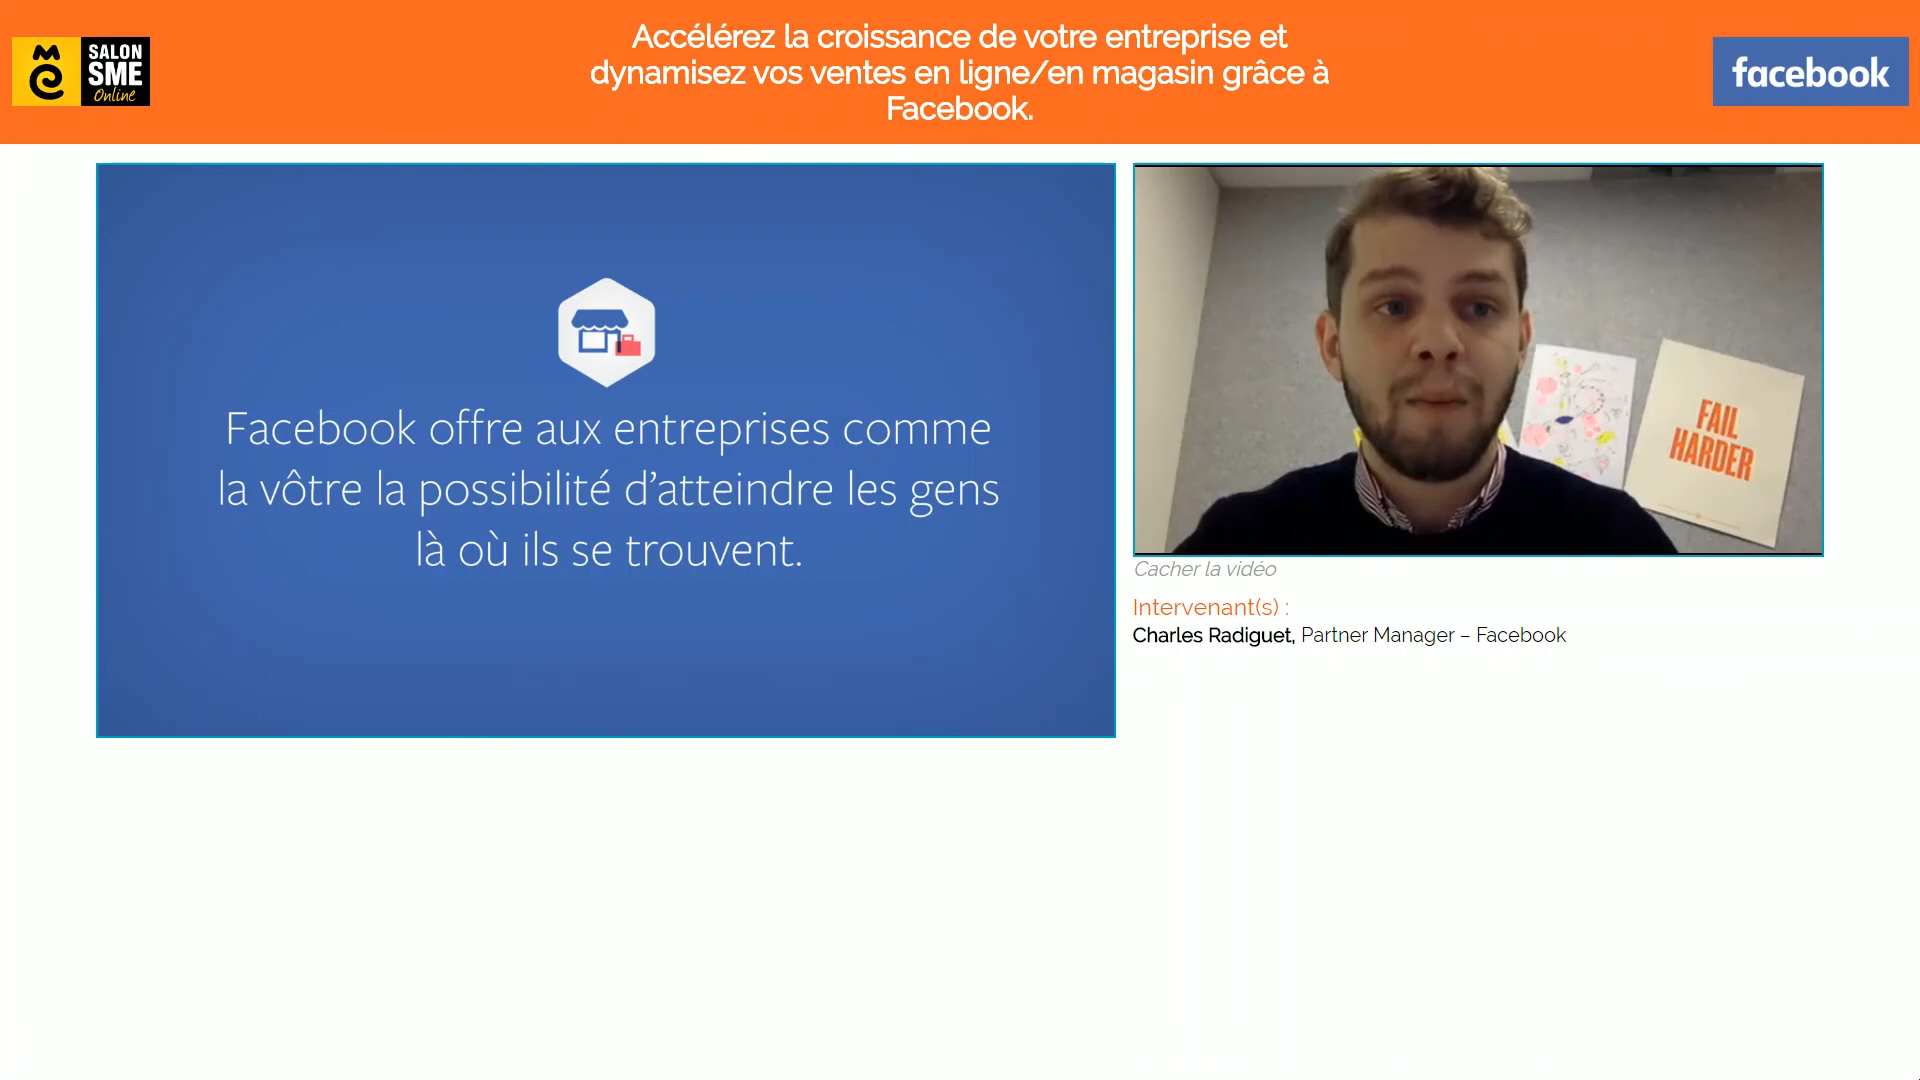 SALON
SME
Online
Accélérez la croissance de votre entreprise et
dynamisez vos ventes en ligne/en magasin grâce à
Facebook.
facebook
Facebook offre aux entreprises comme
la vôtre la possibilité d’atteindre les gens
là où ils se trouvent.
FAIL
HARDER
Cacher la vidéo
Intervenant(s) :
Charles Radiguet, Partner Manager – Facebook